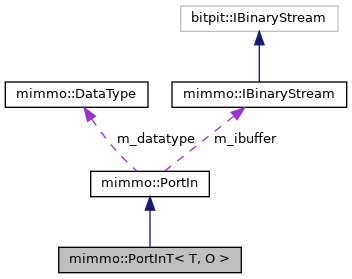 bitpit::IBinaryStream
mimmo::DataType
mimmo::IBinaryStream
m_datatype
m_ibuffer
mimmo::PortIn
mimmo::PortInT< T, O >